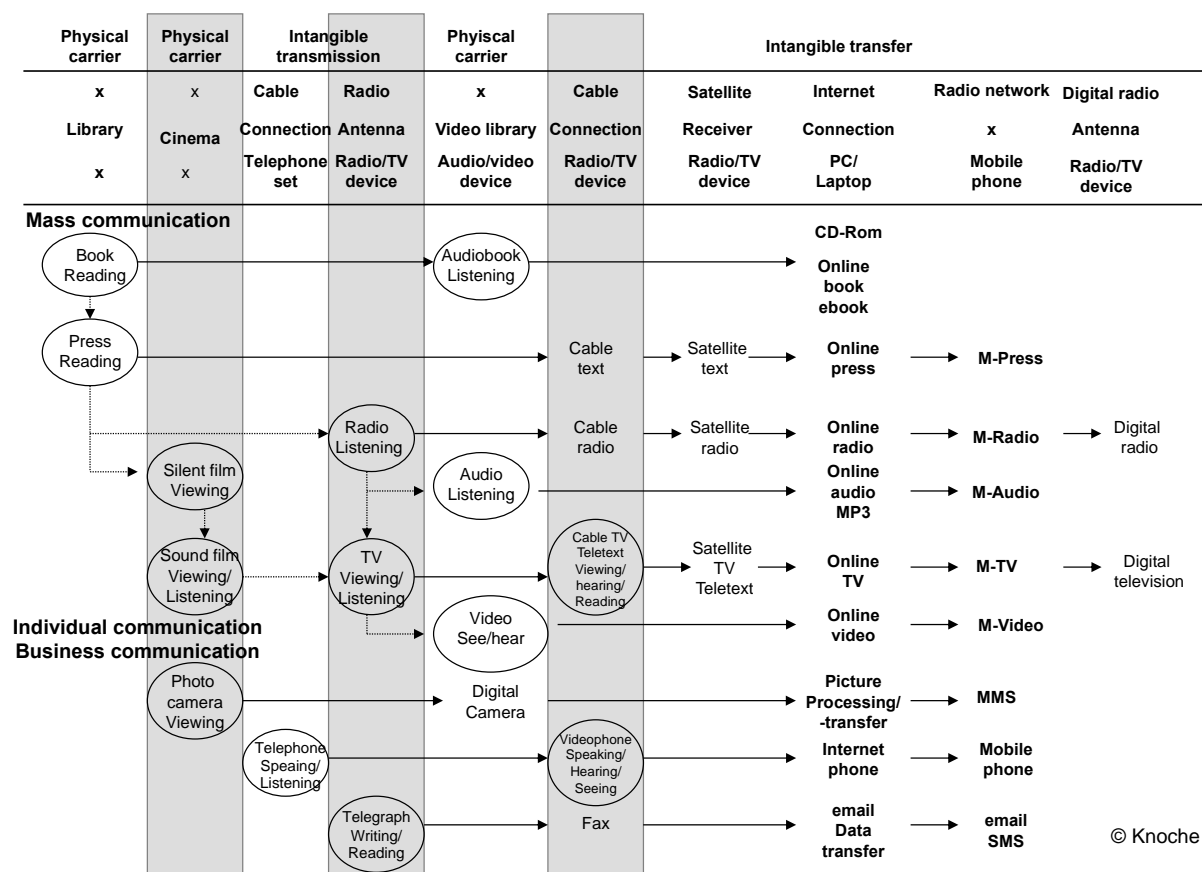 Physical carrier
Physical carrier
Intangible transmission
Phyiscal carrier
Intangible transfer
x
x
Cable
Radio
x
Cable
Satellite
Internet
Radio network
Digital radio
Library
Cinema
Connection
Antenna
Video library
Connection
Receiver
Connection
x
Antenna
x
x
Telephone set
Radio/TV device
Audio/video device
Radio/TV device
Radio/TV device
PC/ Laptop
Mobile phone
Radio/TV device
Mass communication
Book
Reading
Audiobook
Listening
CD-Rom
Online
book
ebook
Press
Reading
Cable
text
Satellite
text
Online
press
M-Press
Radio
Listening
Cable
radio
Satellite
radio
Online
radio
M-Radio
Digital
radio
Silent film
Viewing
Audio
Listening
Online
audio
MP3
M-Audio
Sound film
Viewing/
Listening
TV
Viewing/
Listening
Cable TV
Teletext
Viewing/
hearing/
Reading
Satellite
TV
Teletext
Online
TV
M-TV
Digital
television
Individual communication
Business communication
Video
See/hear
Online
video
M-Video
Photo
camera
Viewing
Digital
Camera
Picture
Processing/
-transfer
MMS
Telephone
Speaing/
Listening
Videophone
Speaking/
Hearing/
Seeing
Internet
phone
Mobile
phone
Telegraph
Writing/
Reading
Fax
email
Data
transfer
email
SMS
© Knoche